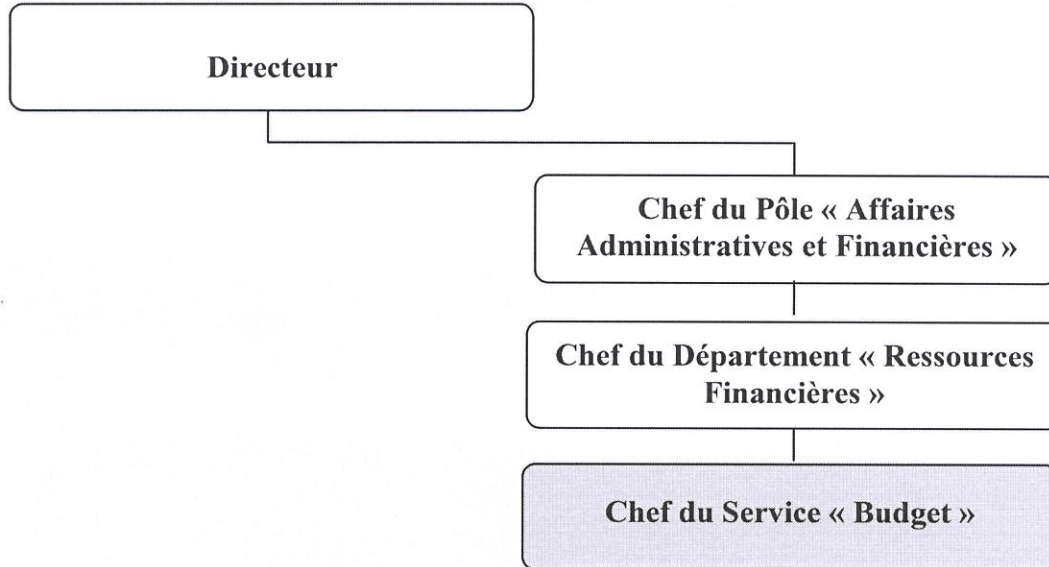 Directeur
Chef du Pôle « Affaires
Administratives et Financières »
Chef du Département « Ressources
Financières »
Chef du Service « Budget »